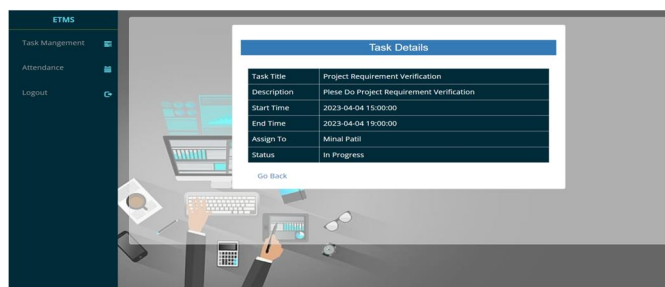 ETMS
Task Mangement
Attendance
Logout
Task Details
Task Title Project Requirement Verification
Description Plese Do Project Requirement Verification
Start Time 2023-04-04 15:00:00
End Time 2023-04-04 19:00:00
Assign To Minal Patil
Status In Progress
Go Back